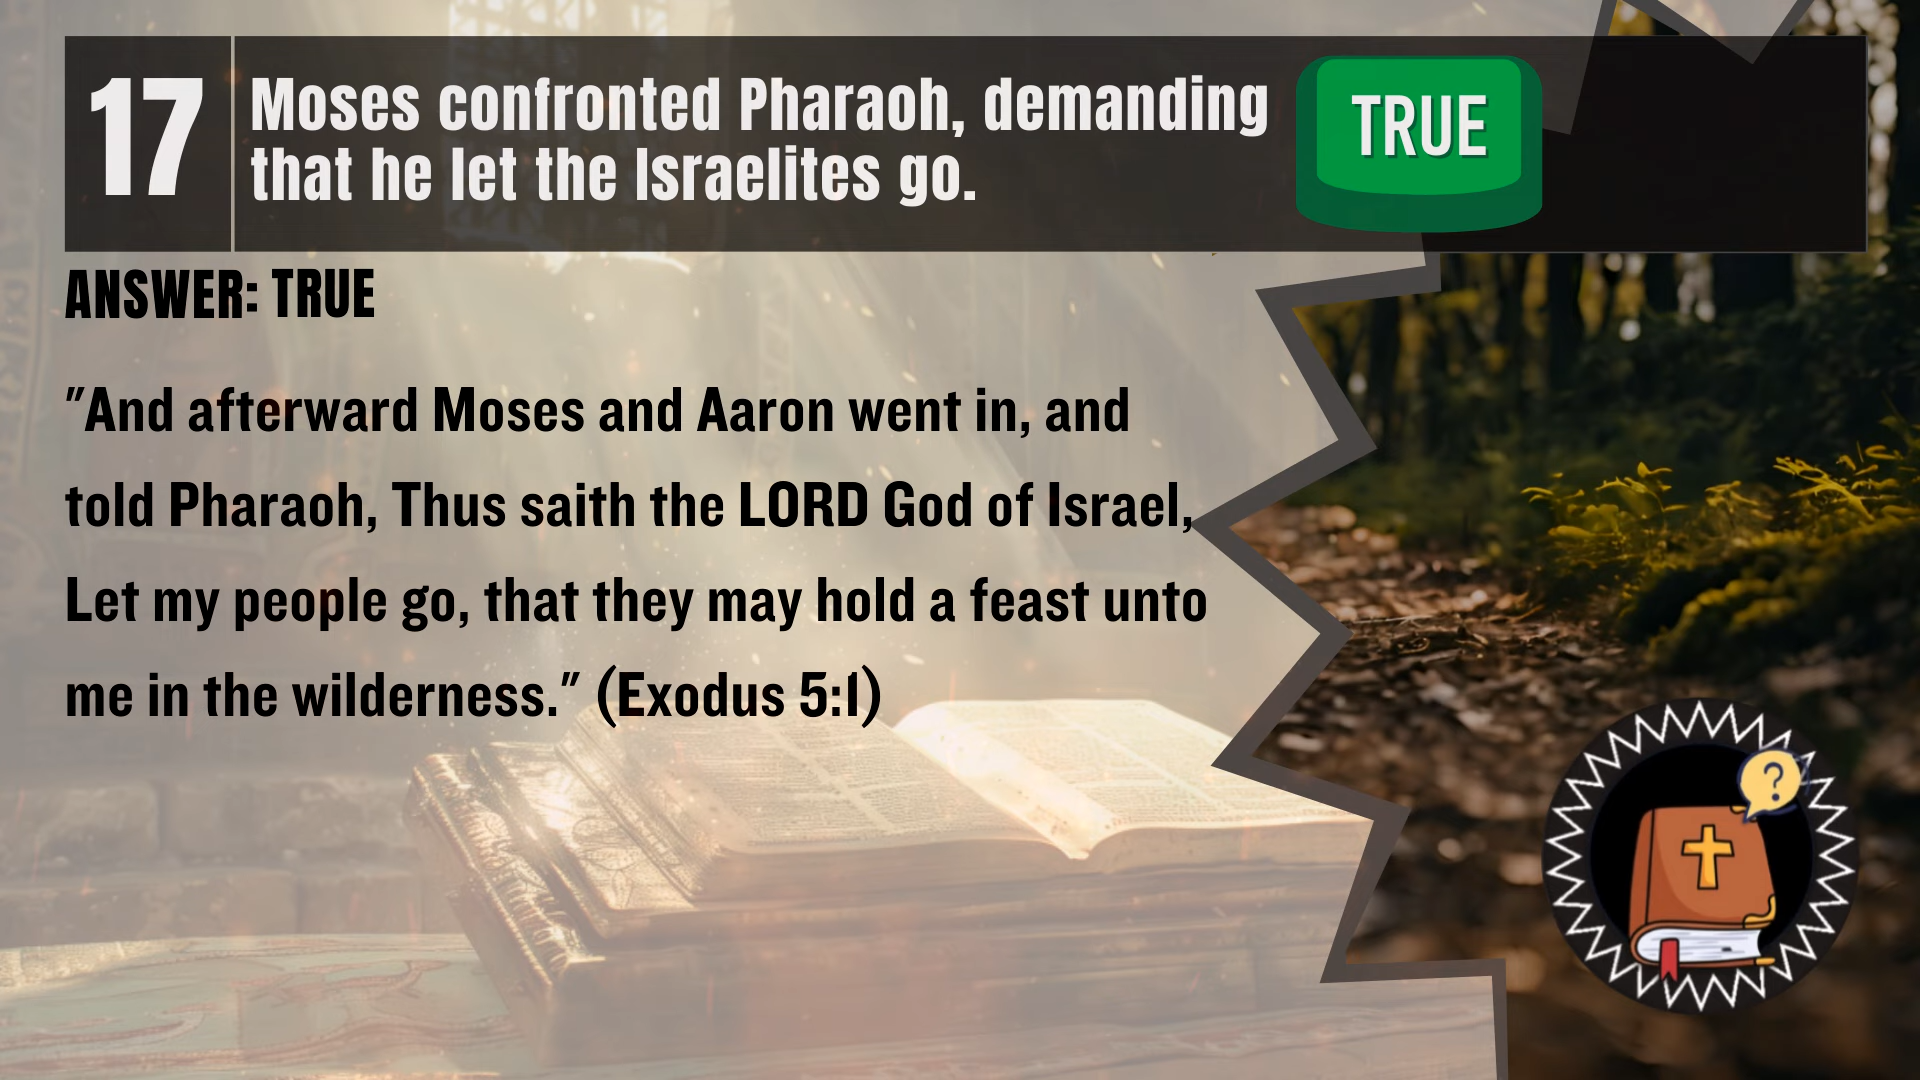 17
Moses confronted Pharaoh, demanding
that he let the Israelites go.
TRUE
ANSWER: TRUE
"And afterward Moses and Aaron went in, and
told Pharaoh, Thus saith the LORD God of Israel,
Let my people go, that they may hold a feast unto
me in the wilderness." (Exodus 5:1)
?